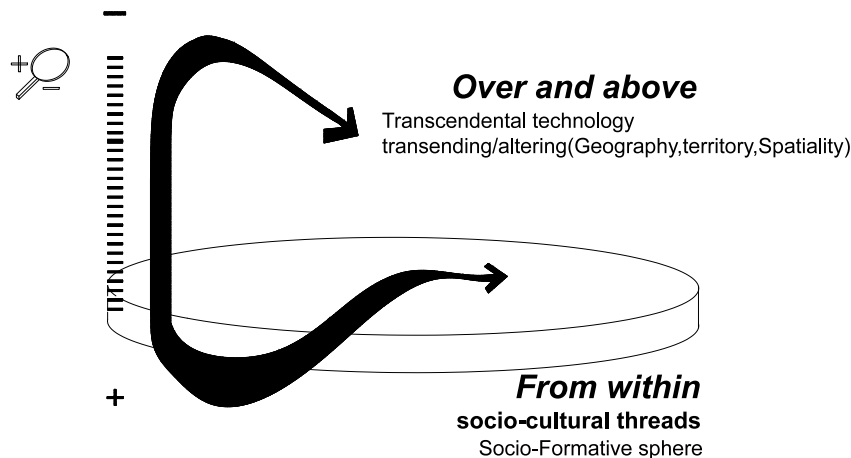 Over and above
Transcendental technology
transending/altering(Geography,territory,Spatiality)
From within
socio-cultural threads
Socio-Formative sphere